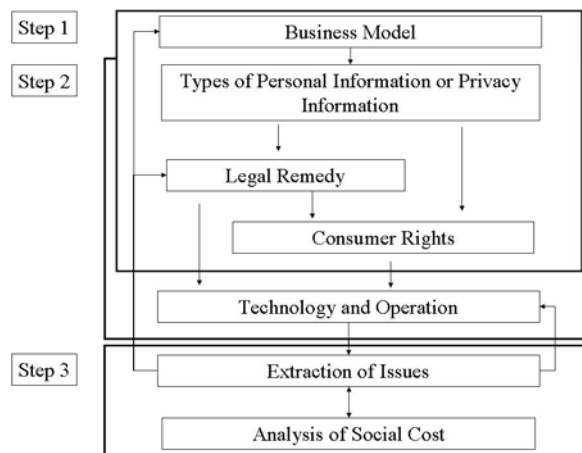 Step 1
Business Model
Step 2
Types of Personal Information or Privacy
Information
Legal Remedy
Consumer Rights
Technology and Operation
Step 3
Extraction of Issues
Analysis of Social Cost